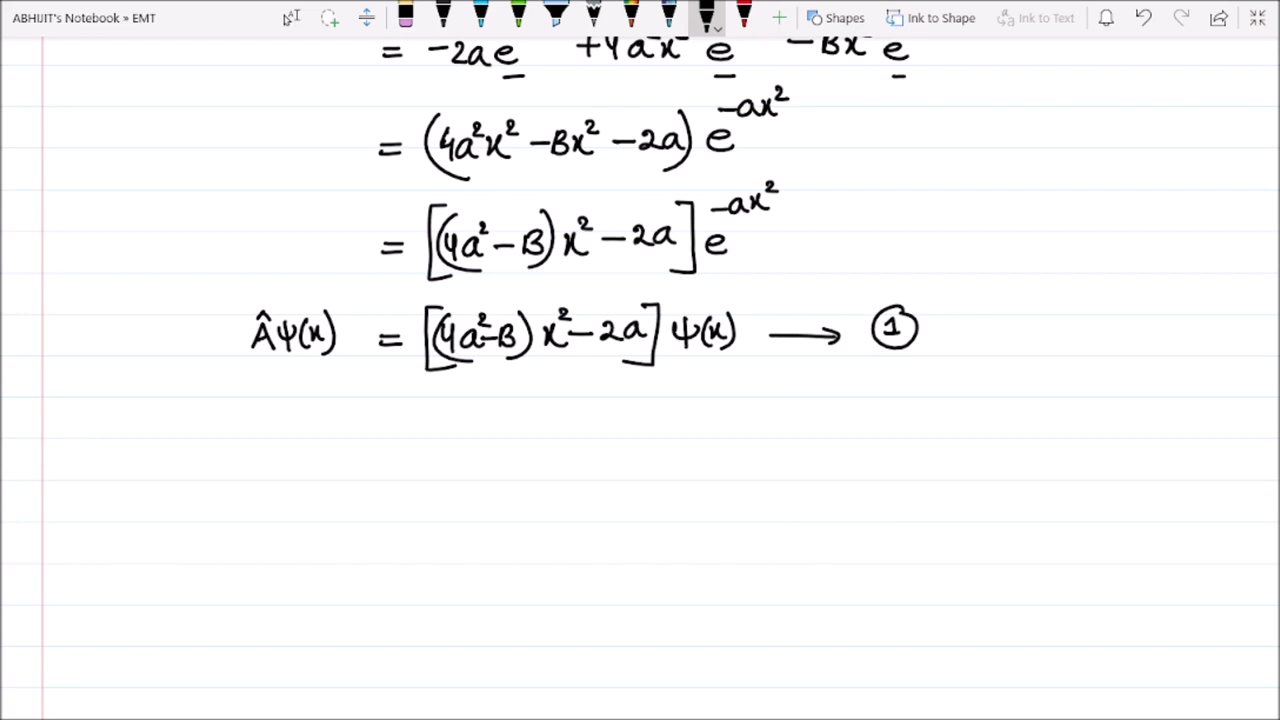 ABHIJIT's Notebook » EMT Shapes Ink to Shape Ink to Text
= -2ae +4a²x² e -Bx² e
= (4a²x² -Bx² -2a) e^-ax²
= [(4a² - B) x² - 2a] e^-ax²
Âψ(x) = [(4a²-B) x² - 2a] ψ(x) ⟶ ①